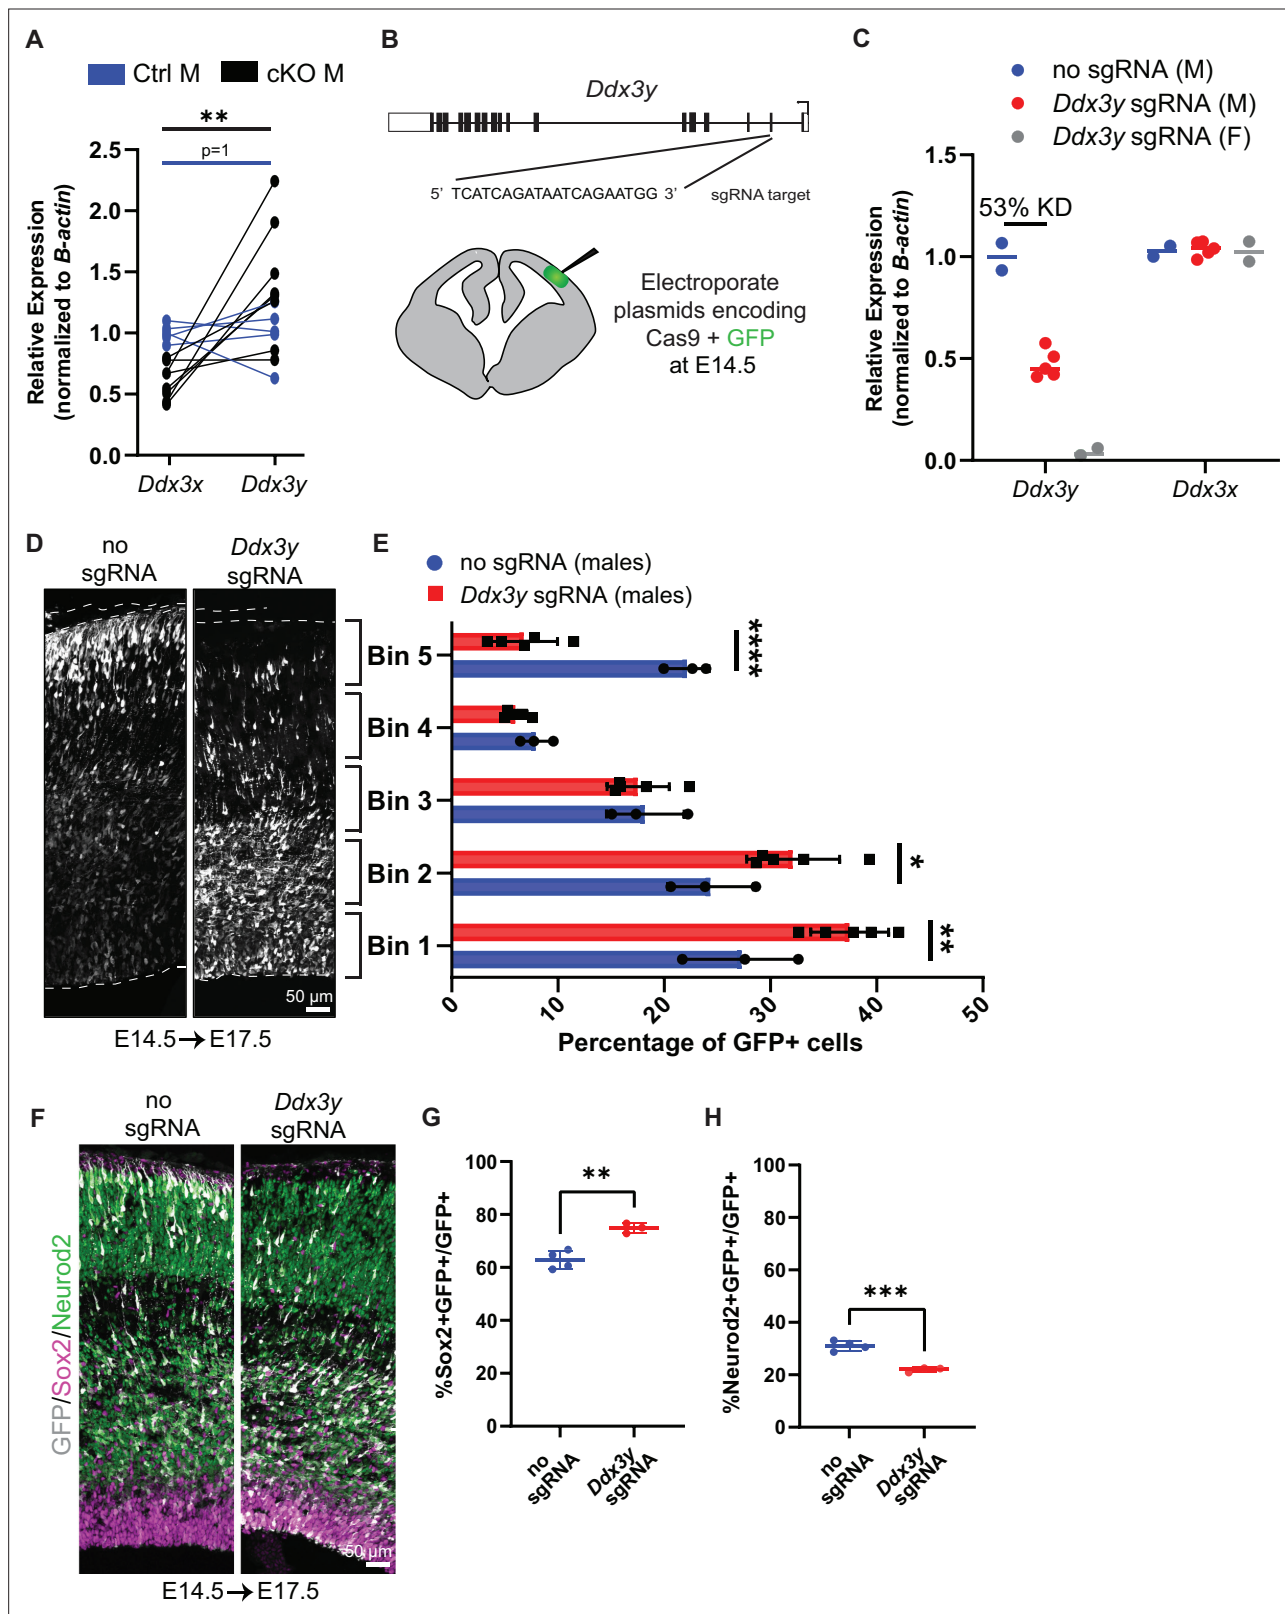 A
Ctrl M
cKO M
**
p=1
2.5
2.0
1.5
1.0
0.5
0.0
Relative Expression
(normalized to B-actin)
Ddx3x
Ddx3y
B
Ddx3y
5’ TCATCAGATAATCAGAATGG 3’
sgRNA target
Electroporate
plasmids encoding
Cas9 + GFP
at E14.5
C
no sgRNA (M)
Ddx3y sgRNA (M)
Ddx3y sgRNA (F)
1.5
1.0
0.5
0.0
53% KD
Relative Expression
(normalized to B-actin)
Ddx3y
Ddx3x
D
no
sgRNA
Ddx3y
sgRNA
50 µm
E14.5
E17.5
E
no sgRNA (males)
Ddx3y sgRNA (males)
Bin 5
Bin 4
Bin 3
Bin 2
Bin 1
****
*
**
0
10
20
30
40
50
Percentage of GFP+ cells
F
no
sgRNA
Ddx3y
sgRNA
GFP/Sox2/Neurod2
50 µm
E14.5
E17.5
G
100
80
60
40
20
0
**
%Sox2+GFP+/GFP+
no
sgRNA
Ddx3y
sgRNA
H
100
80
60
40
20
0
***
%Neurod2+GFP+/GFP+
no
sgRNA
Ddx3y
sgRNA